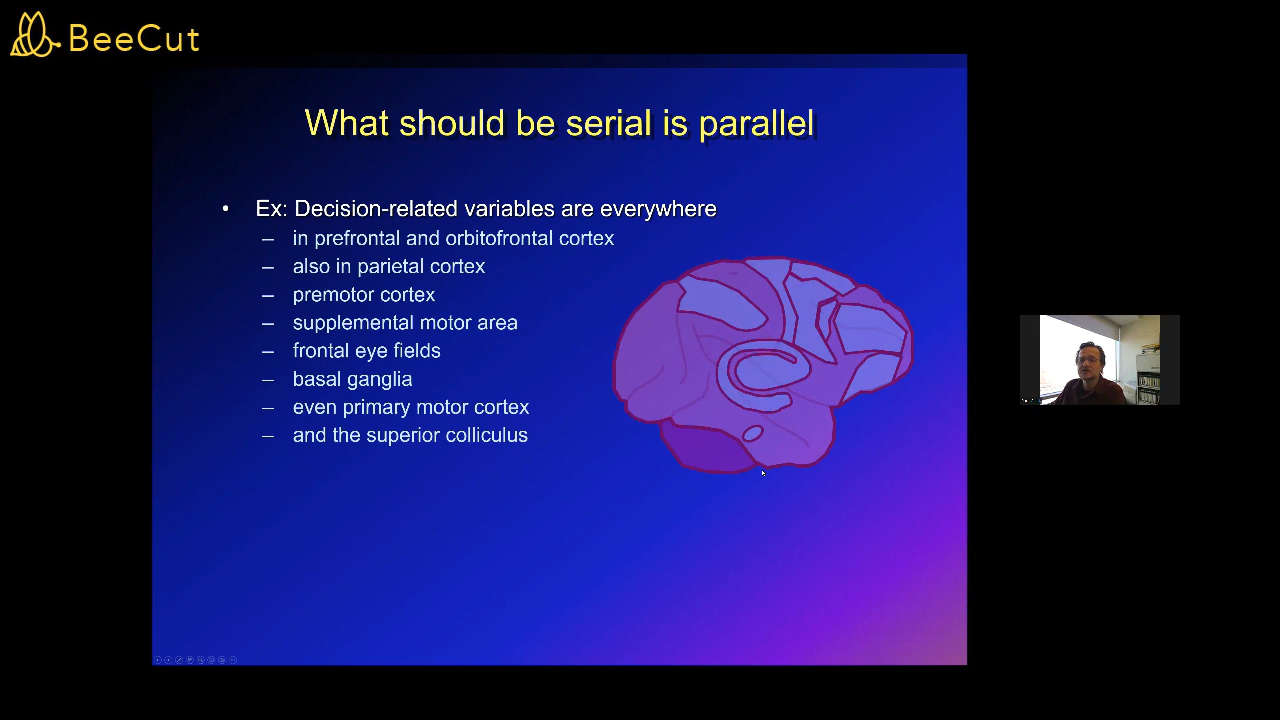 BeeCut
What should be serial is parallel
• Ex: Decision-related variables are everywhere
– in prefrontal and orbitofrontal cortex
– also in parietal cortex
– premotor cortex
– supplemental motor area
– frontal eye fields
– basal ganglia
– even primary motor cortex
– and the superior colliculus